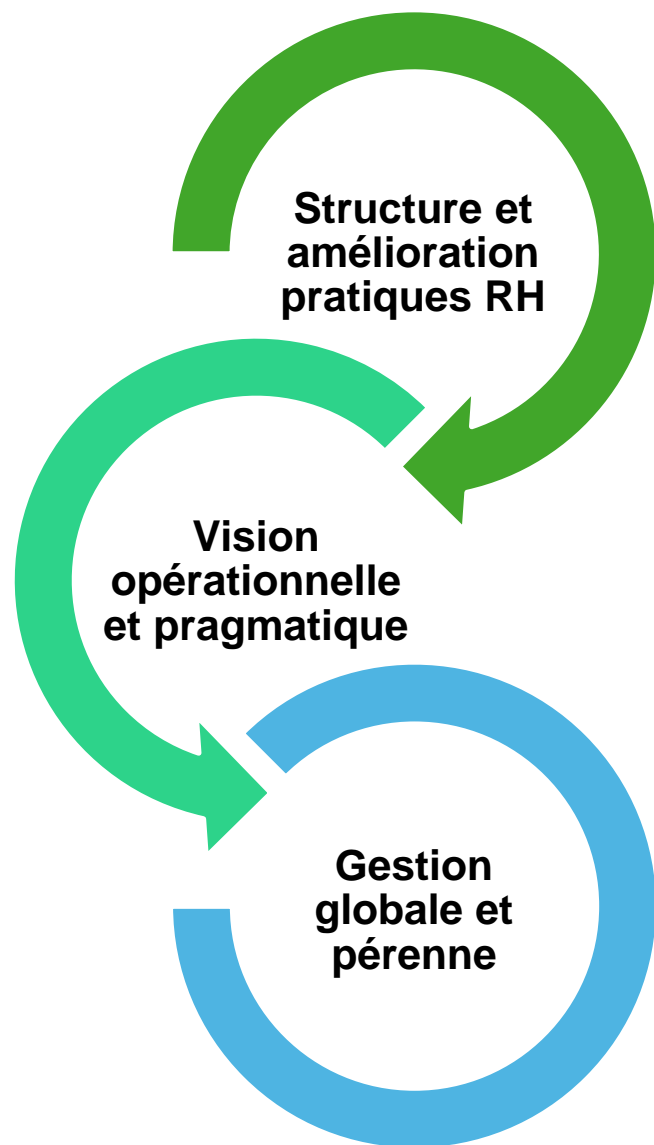 Structure et
amélioration
pratiques RH
Vision
opérationnelle
et pragmatique
Gestion
globale et
pérenne